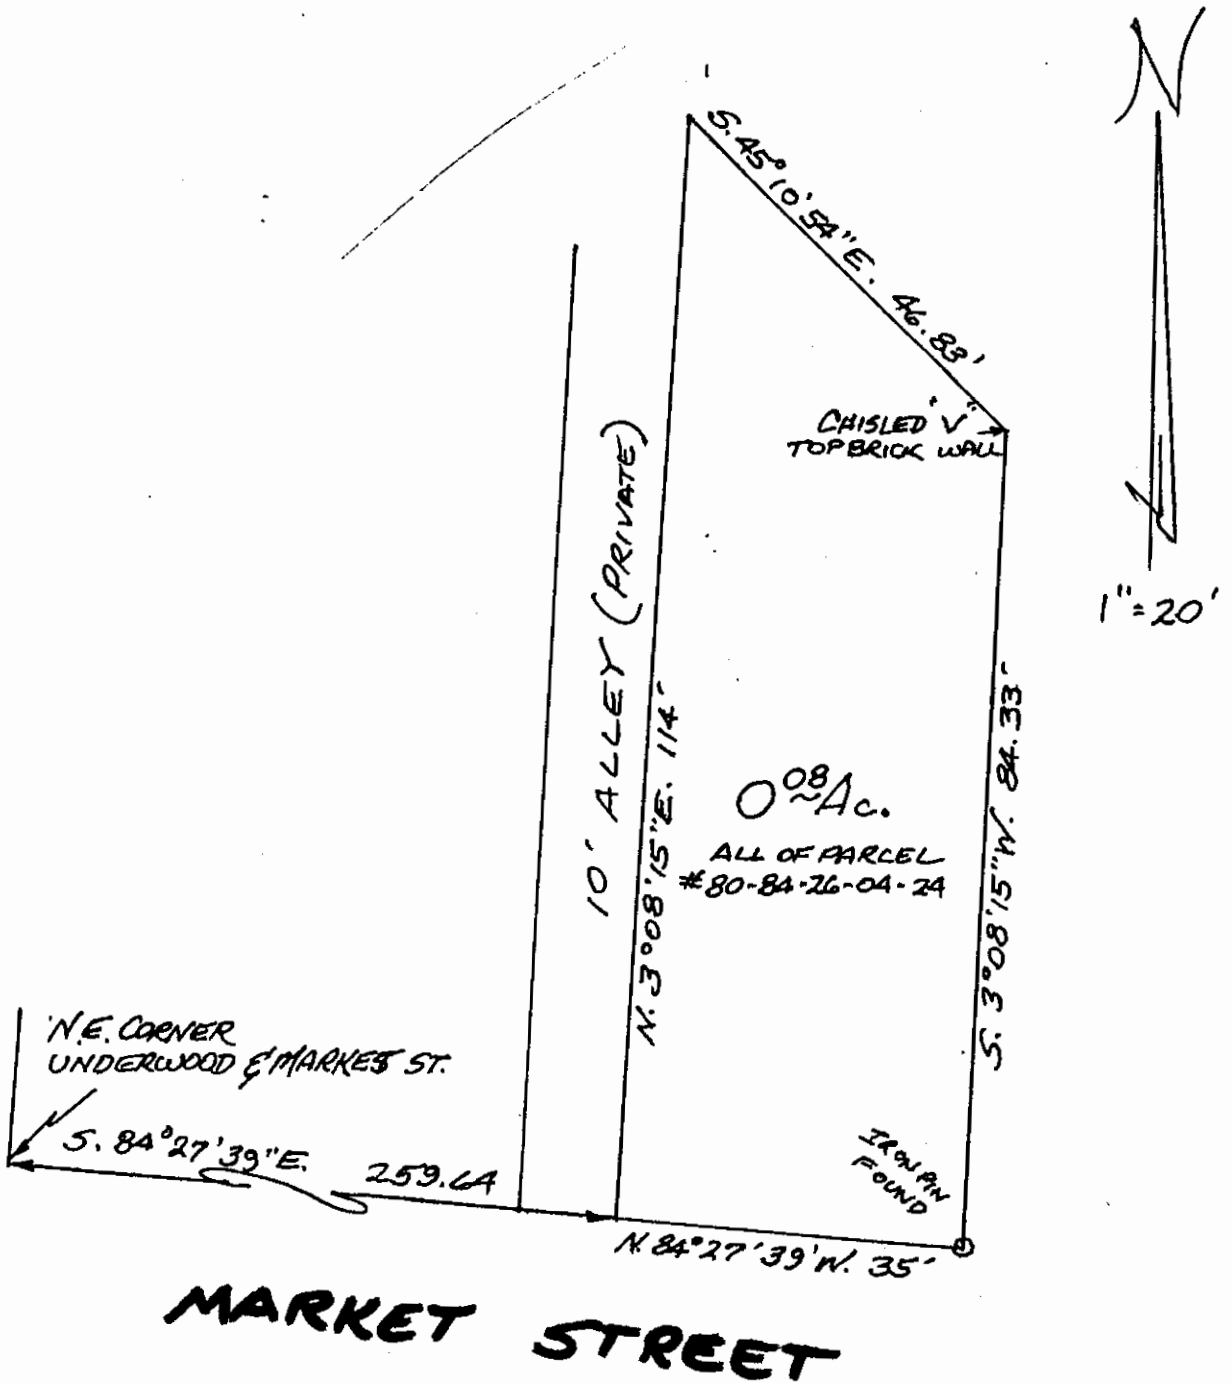 N
S. 45°10'54"E. 46.83'
CHISLED "V"
TOP BRICK WALL
1"=20'
10' ALLEY (PRIVATE)
N. 3°08'15"E. 114'
S. 3°08'15"W. 84.33'
0.08 Ac.
ALL OF PARCEL
#80-84-26-04-24
N.E. CORNER
UNDERWOOD & MARKET ST.
S. 84°27'39"E. 259.64
IRON PIN
FOUND
N. 84°27'39'W. 35'
MARKET STREET